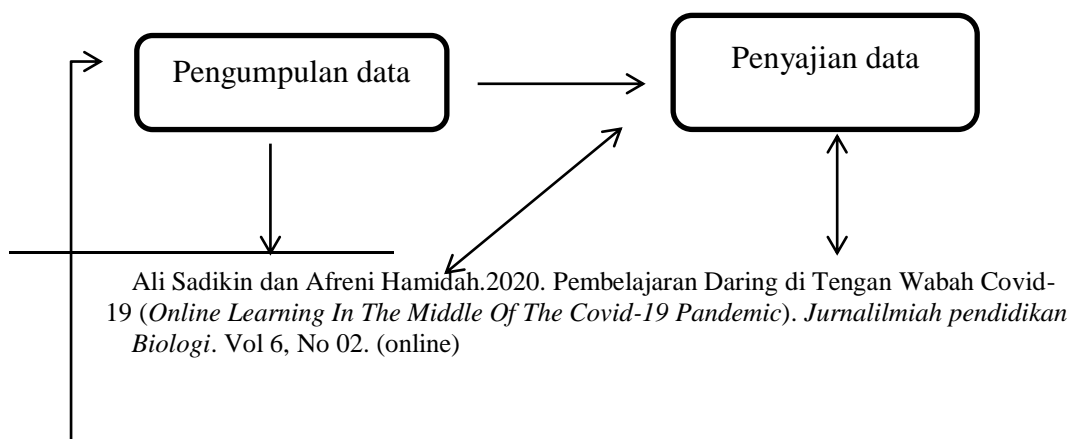 Pengumpulan data
Penyajian data
Ali Sadikin dan Afreni Hamidah.2020. Pembelajaran Daring di Tengan Wabah Covid-
19 (Online Learning In The Middle Of The Covid-19 Pandemic). Jurnalilmiah pendidikan
Biologi. Vol 6, No 02. (online)